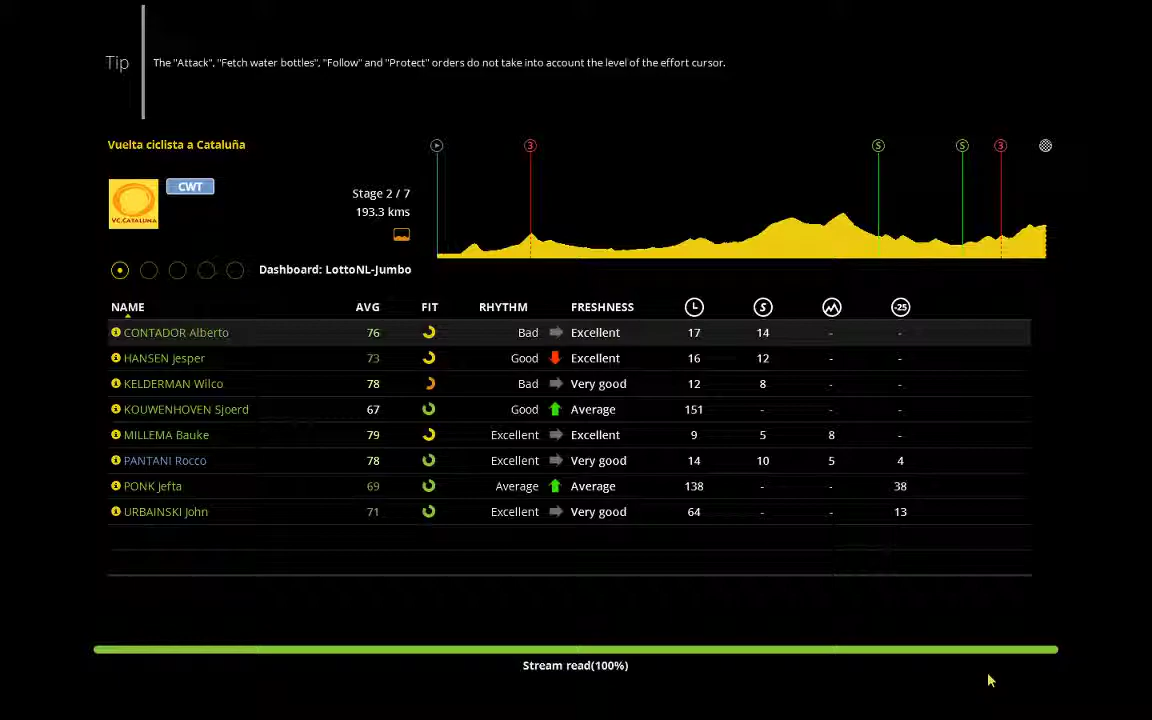 Tip
The "Attack", "Fetch water bottles", "Follow" and "Protect" orders do not take into account the level of the effort cursor.
Vuelta ciclista a Cataluña
3 S S 3
VC.CATALUNA
CWT
Stage 2 / 7
193.3 kms
Dashboard: LottoNL-Jumbo
NAME AVG FIT RHYTHM FRESHNESS S -25
CONTADOR Alberto 76 Bad Excellent 17 14 - -
HANSEN Jesper 73 Good Excellent 16 12 - -
KELDERMAN Wilco 78 Bad Very good 12 8 - -
KOUWENHOVEN Sjoerd 67 Good Average 151 - - -
MILLEMA Bauke 79 Excellent Excellent 9 5 8 -
PANTANI Rocco 78 Excellent Very good 14 10 5 4
PONK Jefta 69 Average Average 138 - - 38
URBAINSKI John 71 Excellent Very good 64 - - 13
Stream read(100%)